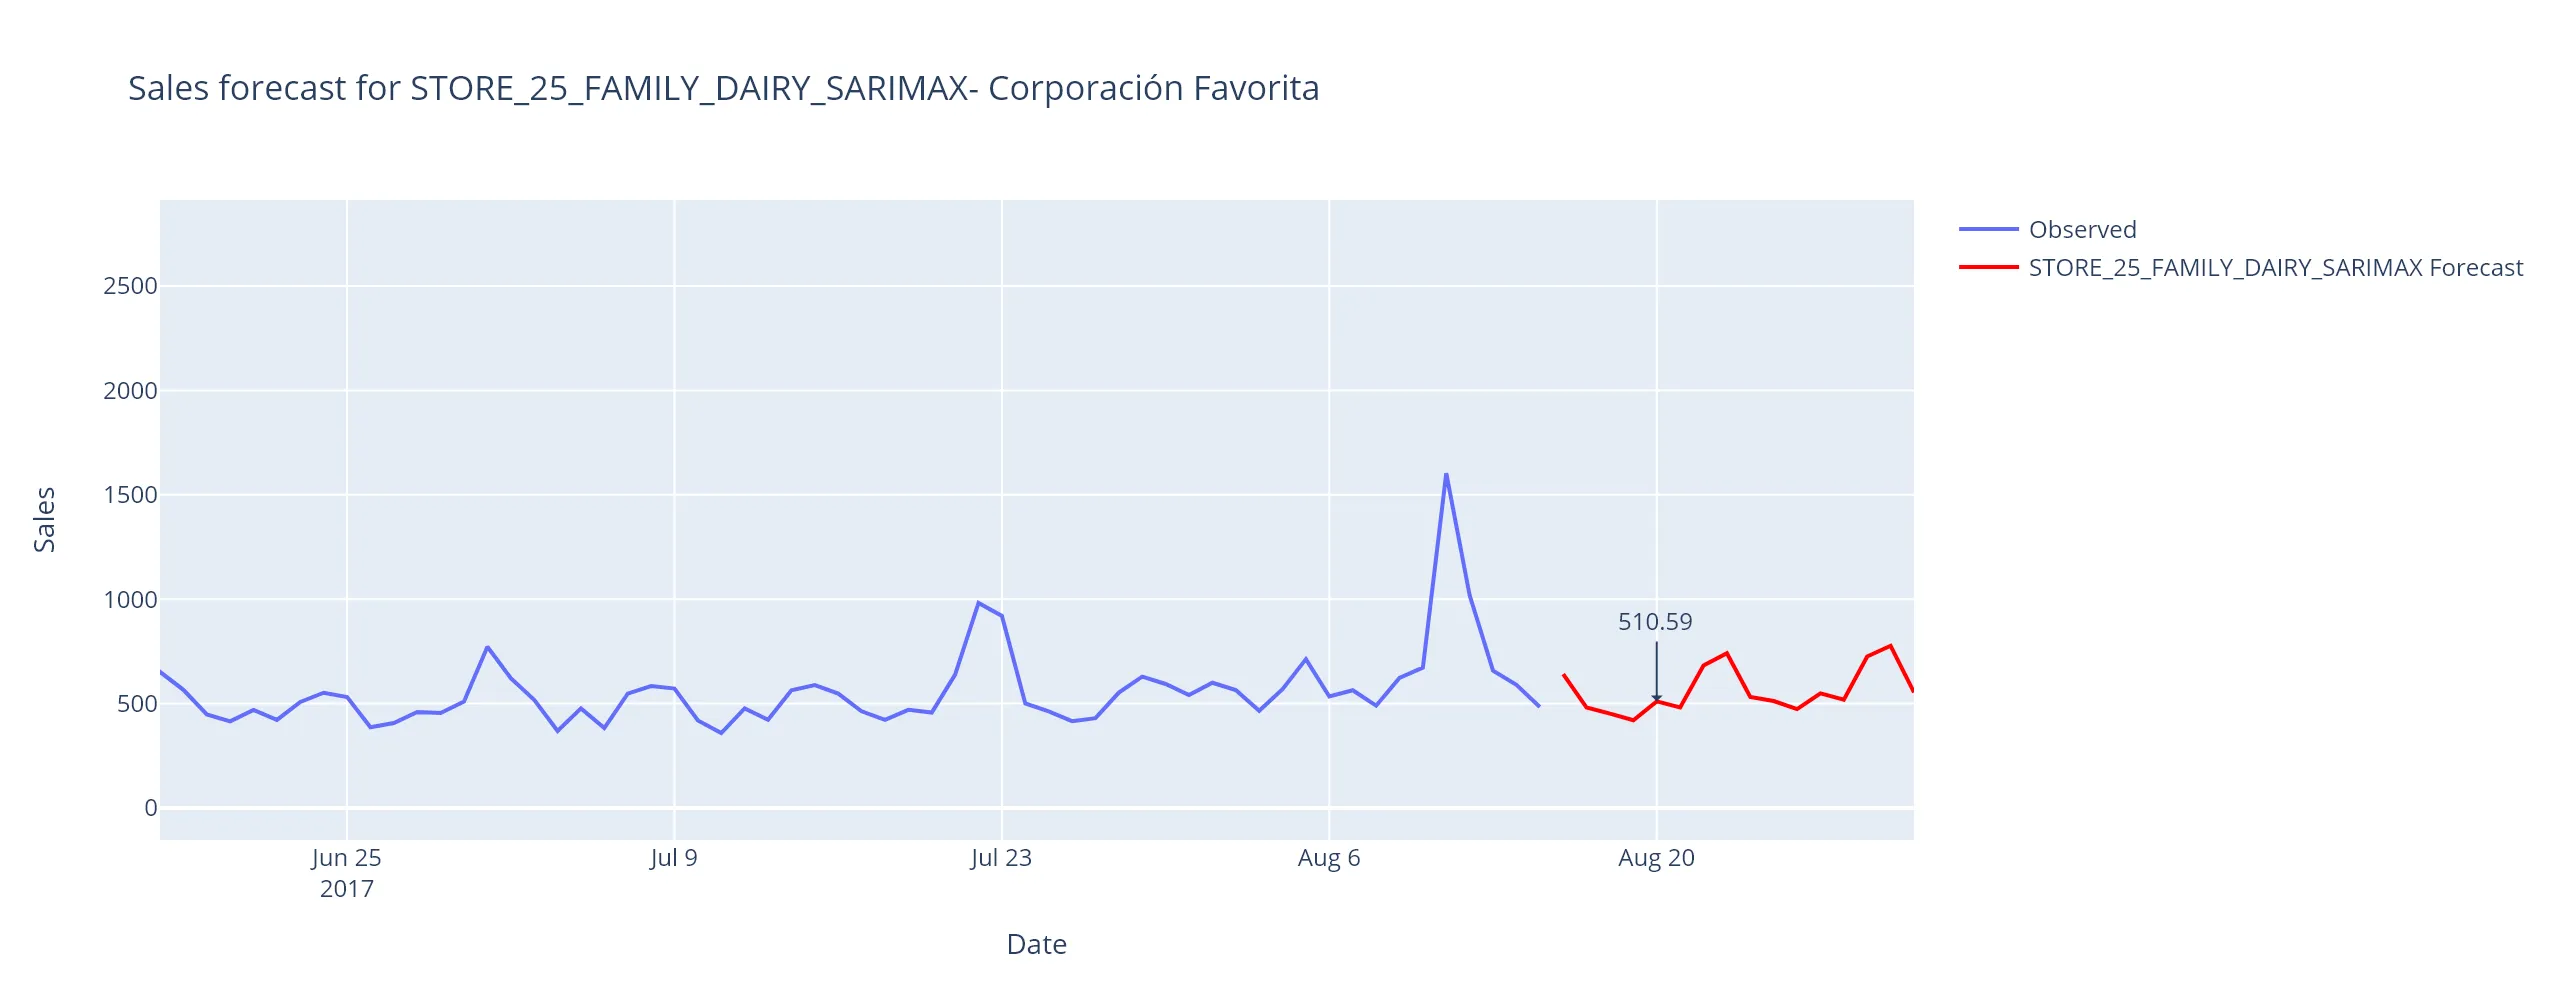 Sales forecast for STORE_25_FAMILY_DAIRY_SARIMAX- Corporación Favorita
Observed
STORE_25_FAMILY_DAIRY_SARIMAX Forecast
2500
2000
1500
1000
500
0
Sales
510.59
Jun 25
2017
Jul 9
Jul 23
Aug 6
Aug 20
Date